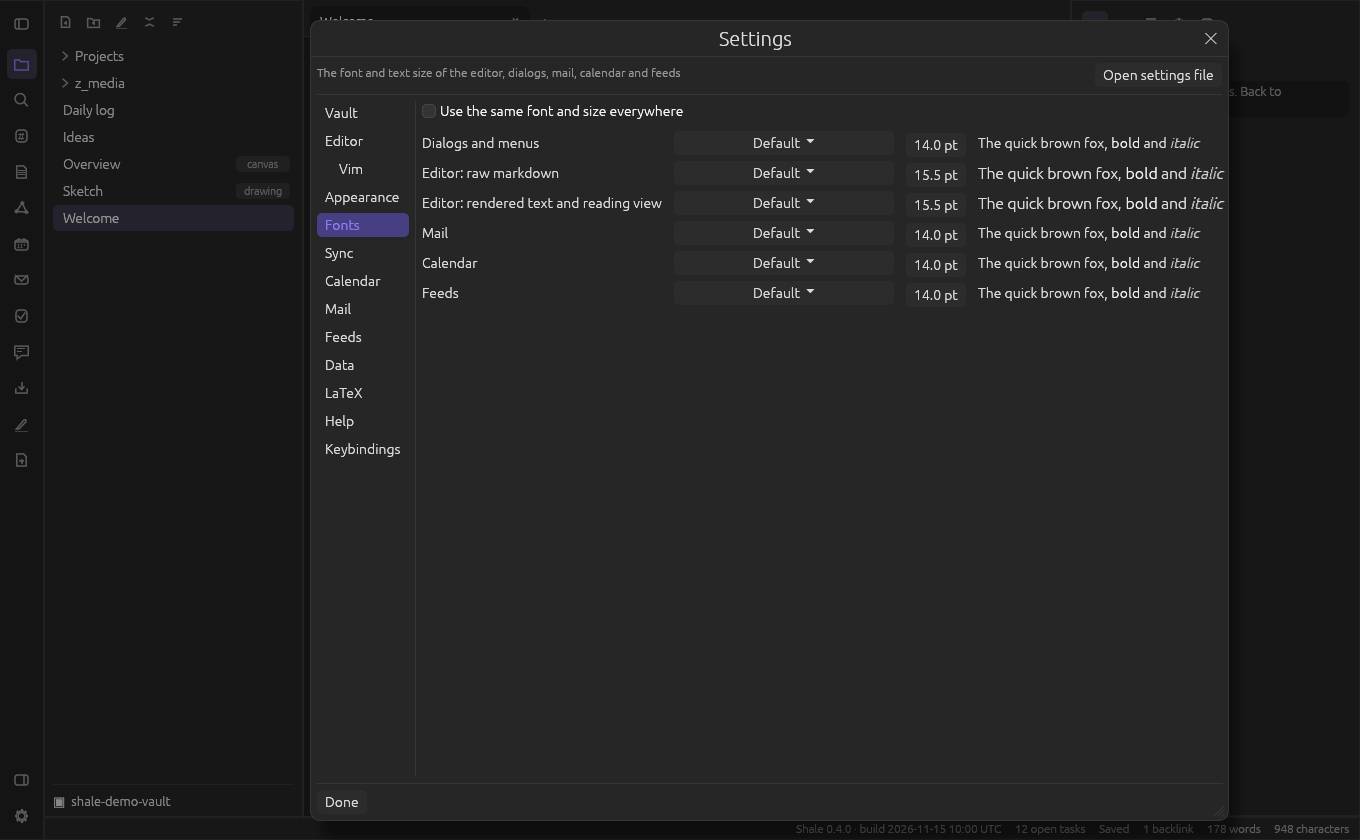 Settings
The font and text size of the editor, dialogs, mail, calendar and feeds
Open settings file
Projects
z_media
Daily log
Ideas
Overview canvas
Sketch drawing
Welcome
shale-demo-vault
Vault
Editor
Vim
Appearance
Fonts
Sync
Calendar
Mail
Feeds
Data
LaTeX
Help
Keybindings
Use the same font and size everywhere
Dialogs and menus Default 14.0 pt The quick brown fox, bold and italic
Editor: raw markdown Default 15.5 pt The quick brown fox, bold and italic
Editor: rendered text and reading view Default 15.5 pt The quick brown fox, bold and italic
Mail Default 14.0 pt The quick brown fox, bold and italic
Calendar Default 14.0 pt The quick brown fox, bold and italic
Feeds Default 14.0 pt The quick brown fox, bold and italic
Done
s. Back to
Shale 0.4.0 · build 2026-11-15 10:00 UTC 12 open tasks Saved 1 backlink 178 words 948 characters